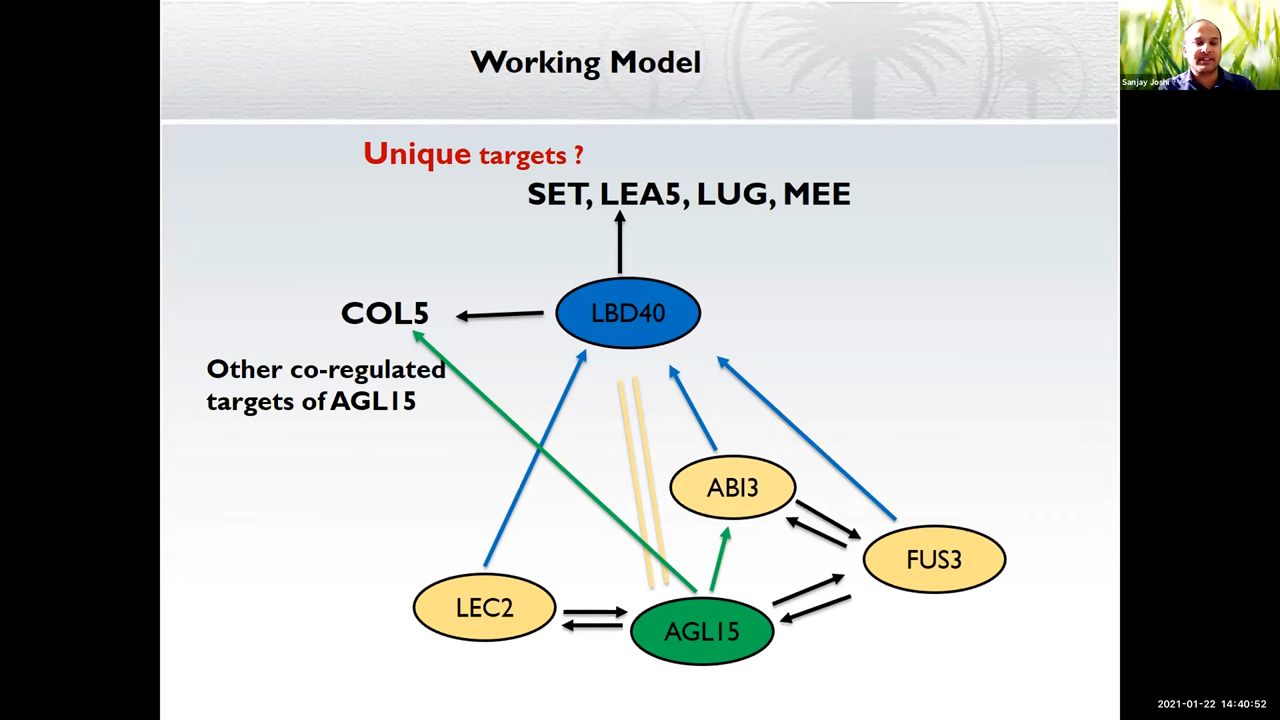 Working Model
Sanjay Joshi
Unique targets ?
SET, LEA5, LUG, MEE
COL5
LBD40
Other co-regulated
targets of AGL15
ABI3
FUS3
LEC2
AGL15
2021-01-22 14:40:52